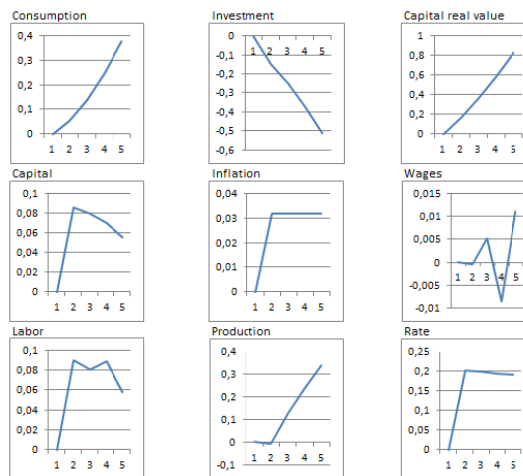 Consumption
0,4
0,3
0,2
0,1
0
1 2 3 4 5
Investment
0
-0,1
-0,2
-0,3
-0,4
-0,5
-0,6
1 2 3 4 5
Capital real value
1
0,8
0,6
0,4
0,2
0
1 2 3 4 5
Capital
0,1
0,08
0,06
0,04
0,02
0
1 2 3 4 5
Inflation
0,04
0,03
0,02
0,01
0
1 2 3 4 5
Wages
0,015
0,01
0,005
0
-0,005
-0,01
1 2 3 4 5
Labor
0,1
0,08
0,06
0,04
0,02
0
1 2 3 4 5
Production
0,4
0,3
0,2
0,1
0
-0,1
1 2 3 4 5
Rate
0,25
0,2
0,15
0,1
0,05
0
1 2 3 4 5